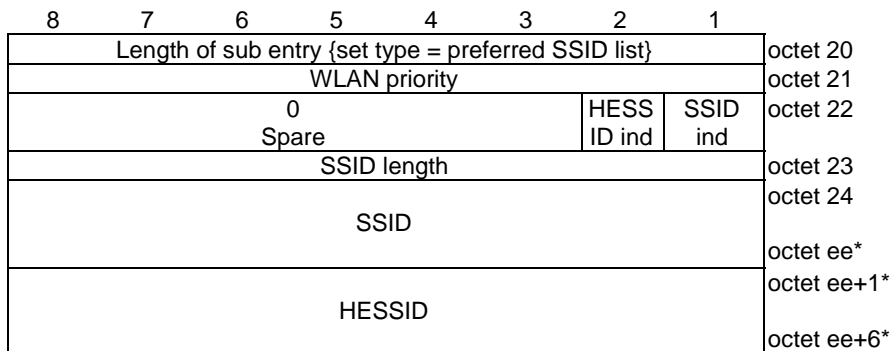 8 7 6 5 4 3 2 1
Length of sub entry {set type = preferred SSID list} octet 20
WLAN priority octet 21
0 HESS SSID octet 22
Spare ID ind ind
SSID length octet 23
octet 24
SSID
octet ee*
octet ee+1*
HESSID
octet ee+6*